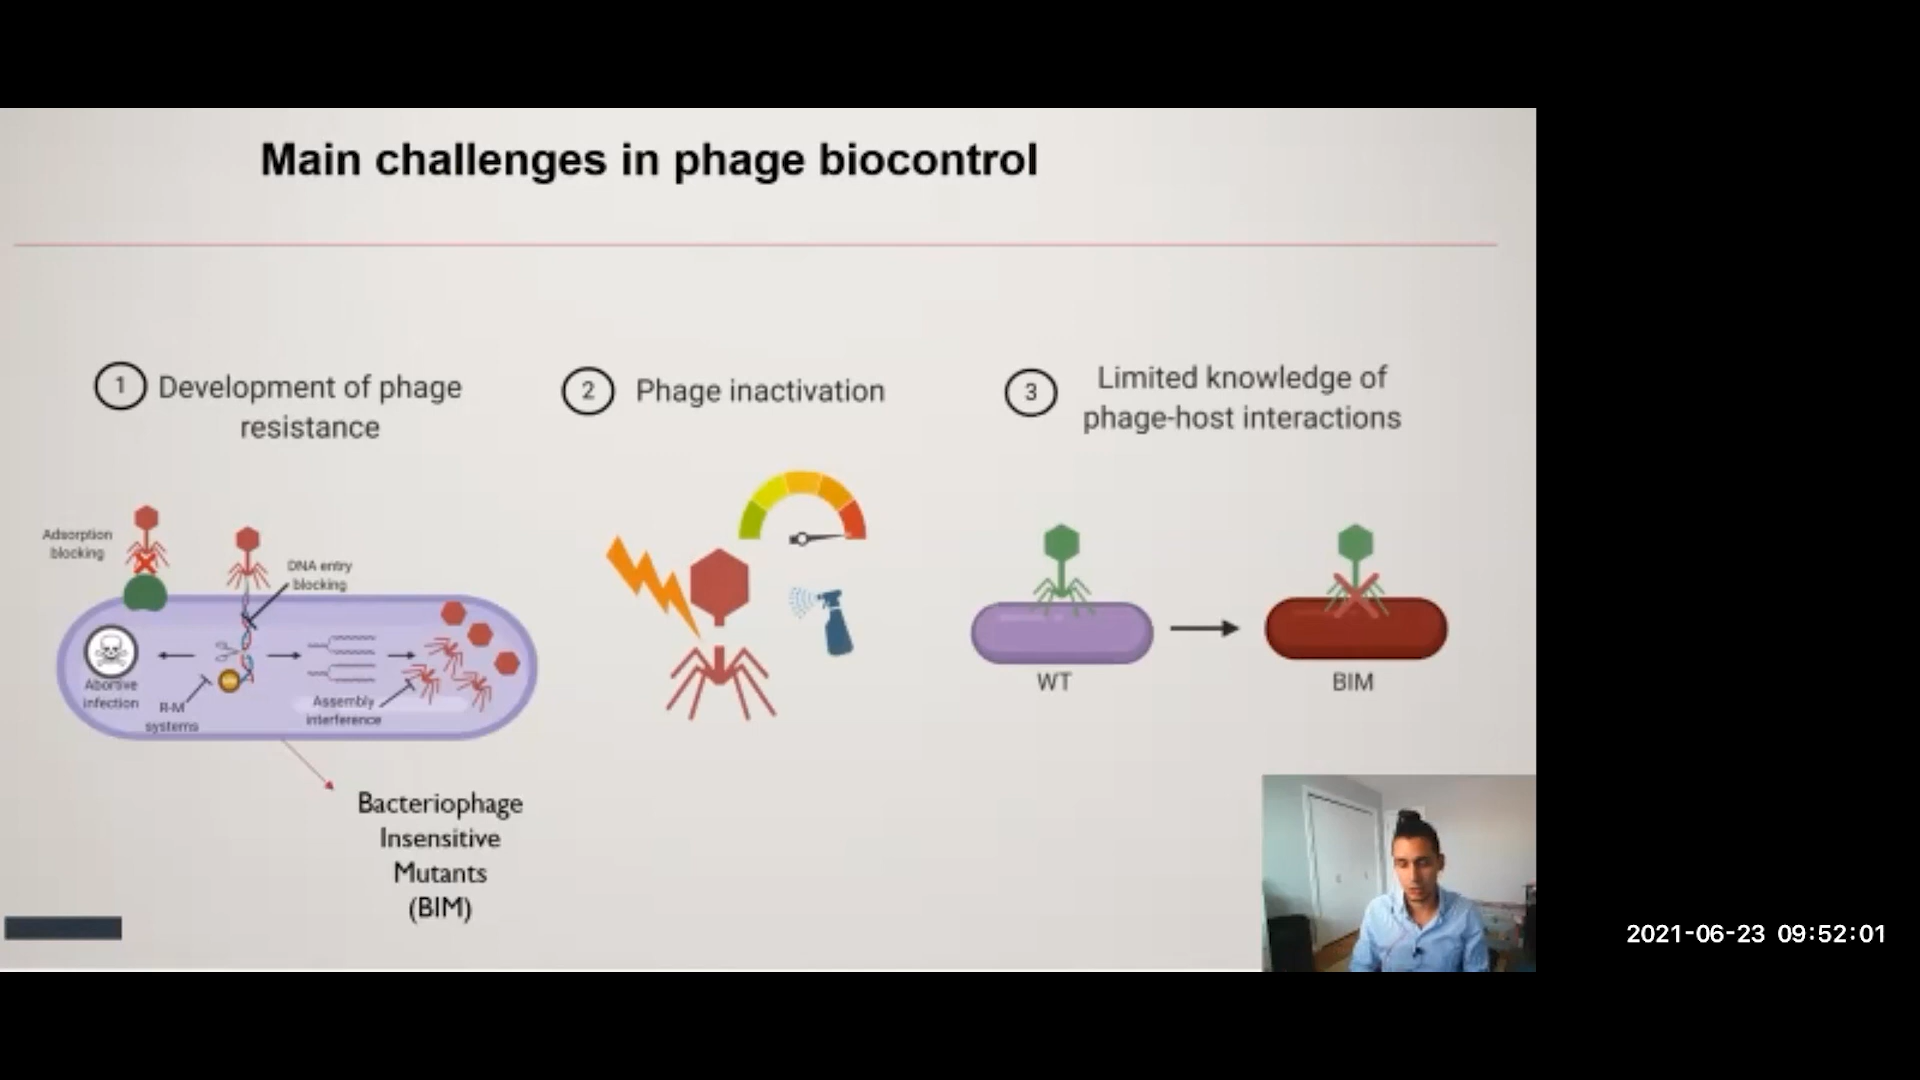 Main challenges in phage biocontrol
1
Development of phage
resistance
2
Phage inactivation
3
Limited knowledge of
phage-host interactions
Adsorption
blocking
DNA entry
blocking
Abortive
infection
R-M
systems
Assembly
interference
WT
BIM
Bacteriophage
Insensitive
Mutants
(BIM)
2021-06-23 09:52:01